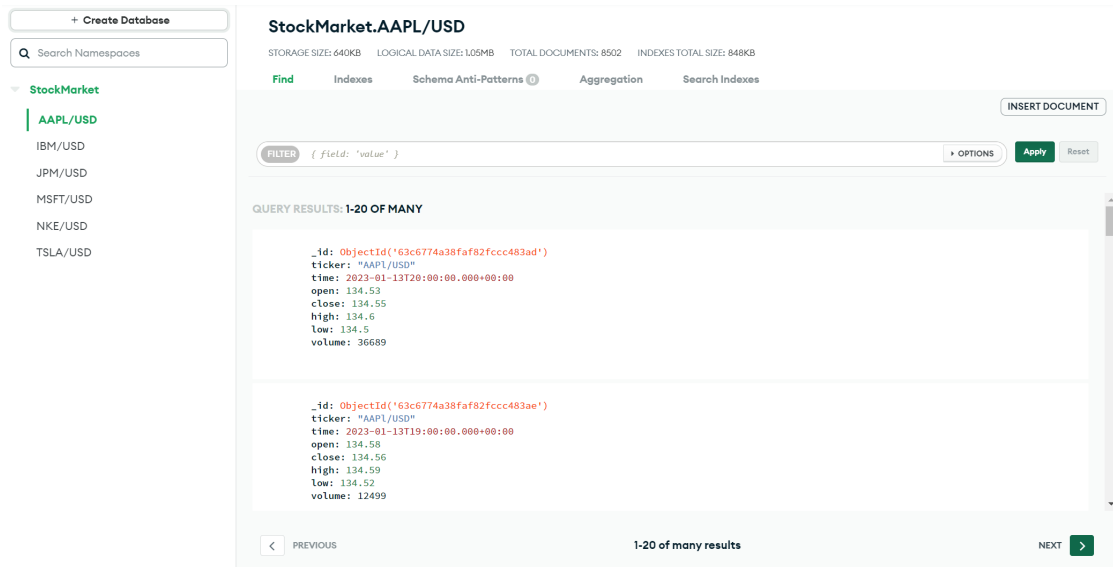 + Create Database
Search Namespaces
StockMarket
AAPL/USD
IBM/USD
JPM/USD
MSFT/USD
NKE/USD
TSLA/USD
StockMarket.AAPL/USD
STORAGE SIZE: 640KB LOGICAL DATA SIZE: 1.05MB TOTAL DOCUMENTS: 8502 INDEXES TOTAL SIZE: 848KB
Find Indexes Schema Anti-Patterns 0 Aggregation Search Indexes
INSERT DOCUMENT
FILTER { field: 'value' } OPTIONS Apply Reset
QUERY RESULTS: 1-20 OF MANY
_id: ObjectId('63c6774a38faf82fccc483ad')
ticker: "AAPl/USD"
time: 2023-01-13T20:00:00.000+00:00
open: 134.53
close: 134.55
high: 134.6
low: 134.5
volume: 36689
_id: ObjectId('63c6774a38faf82fccc483ae')
ticker: "AAPl/USD"
time: 2023-01-13T19:00:00.000+00:00
open: 134.58
close: 134.56
high: 134.59
low: 134.52
volume: 12499
PREVIOUS 1-20 of many results NEXT